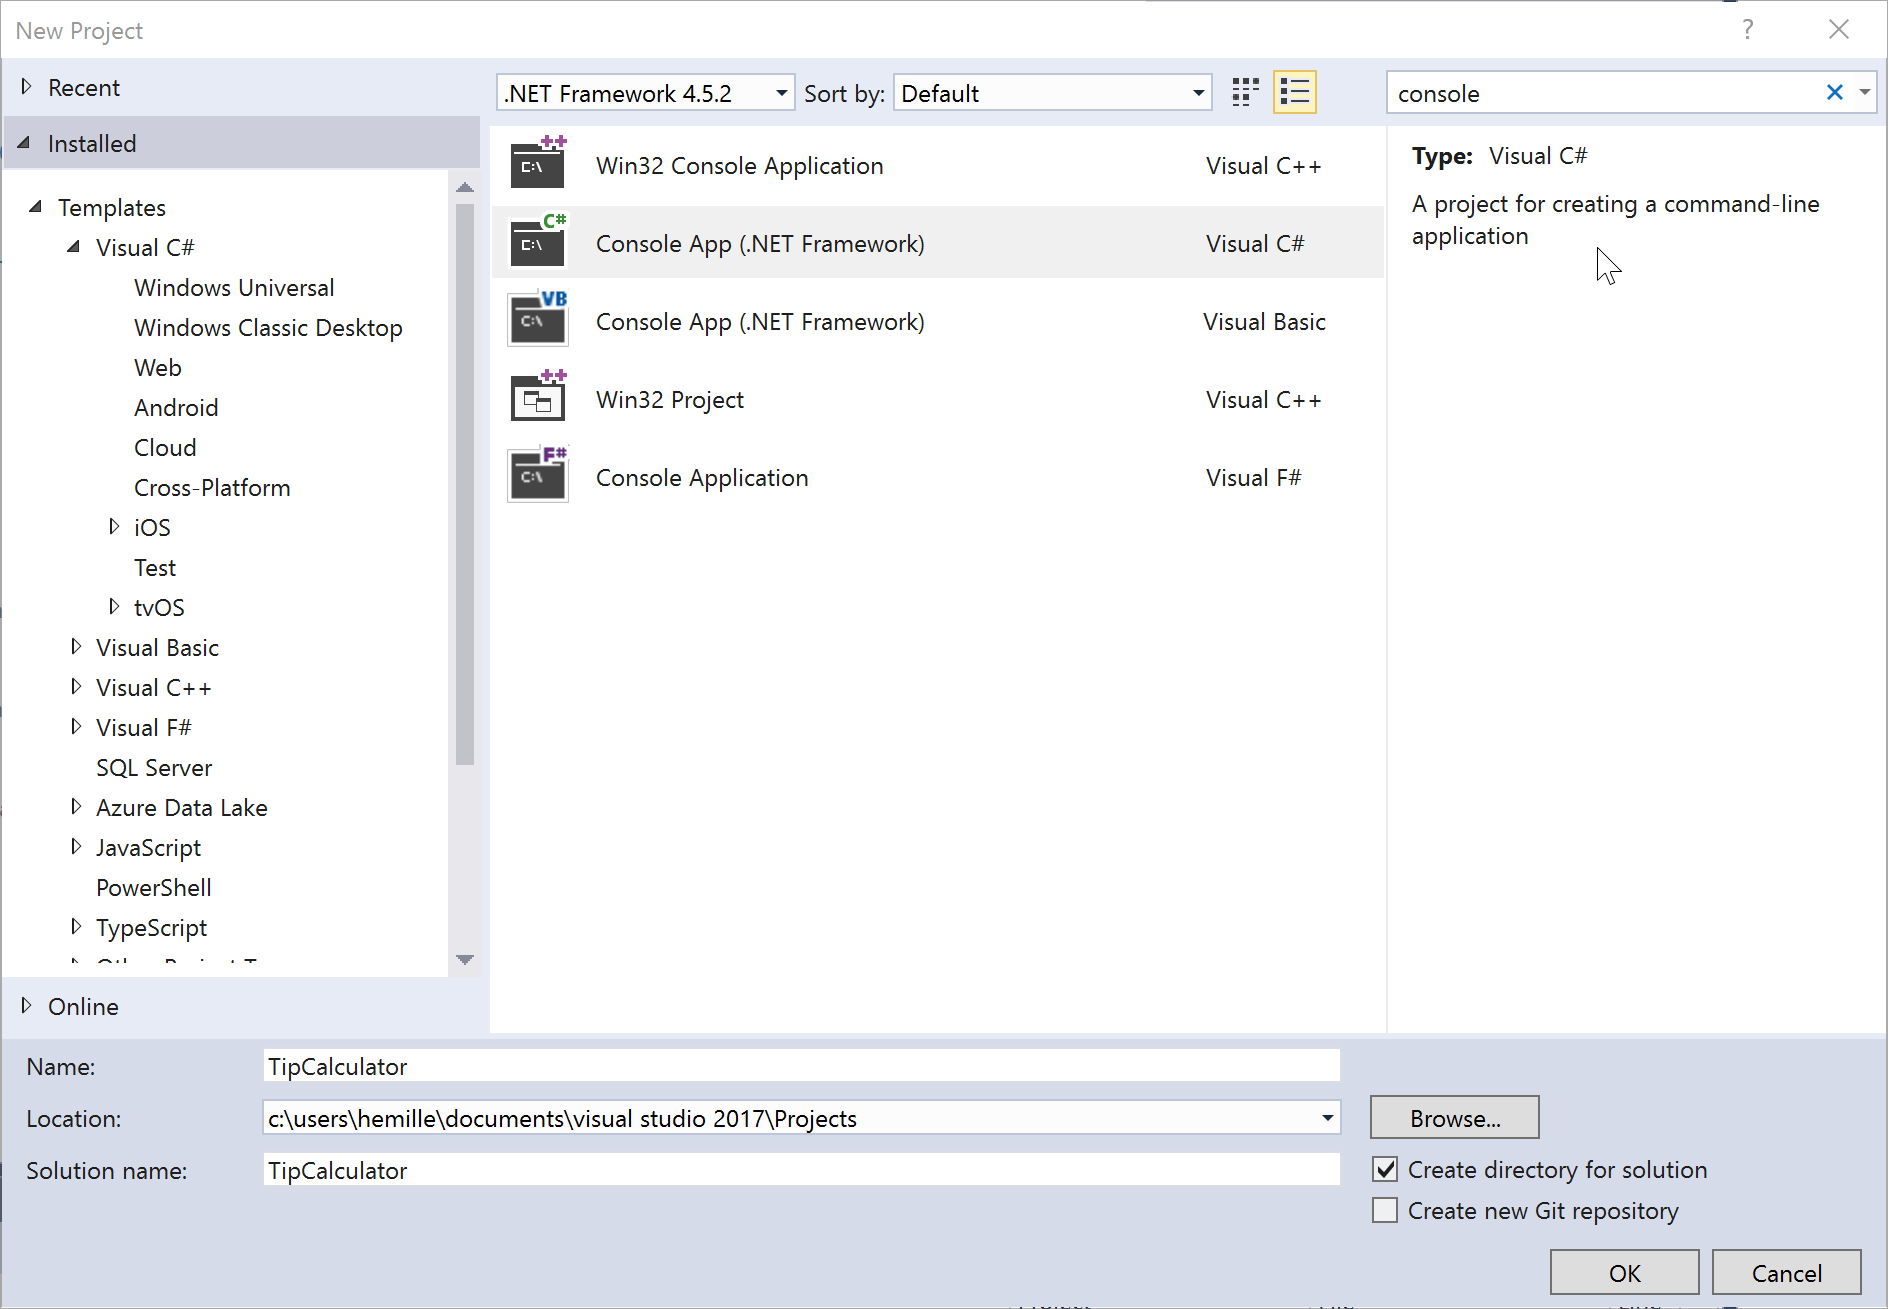 New Project
?
Recent
Installed
Templates
Visual C#
Windows Universal
Windows Classic Desktop
Web
Android
Cloud
Cross-Platform
iOS
Test
tvOS
Visual Basic
Visual C++
Visual F#
SQL Server
Azure Data Lake
JavaScript
PowerShell
TypeScript
Online
.NET Framework 4.5.2
Sort by: Default
++ C:\ Win32 Console Application Visual C++
C# C:\ Console App (.NET Framework) Visual C#
VB C:\ Console App (.NET Framework) Visual Basic
++ Win32 Project Visual C++
F# C:\ Console Application Visual F#
console
Type: Visual C#
A project for creating a command-line
application
Name: TipCalculator
Location: c:\users\hemille\documents\visual studio 2017\Projects
Browse...
Solution name: TipCalculator
Create directory for solution
Create new Git repository
OK Cancel